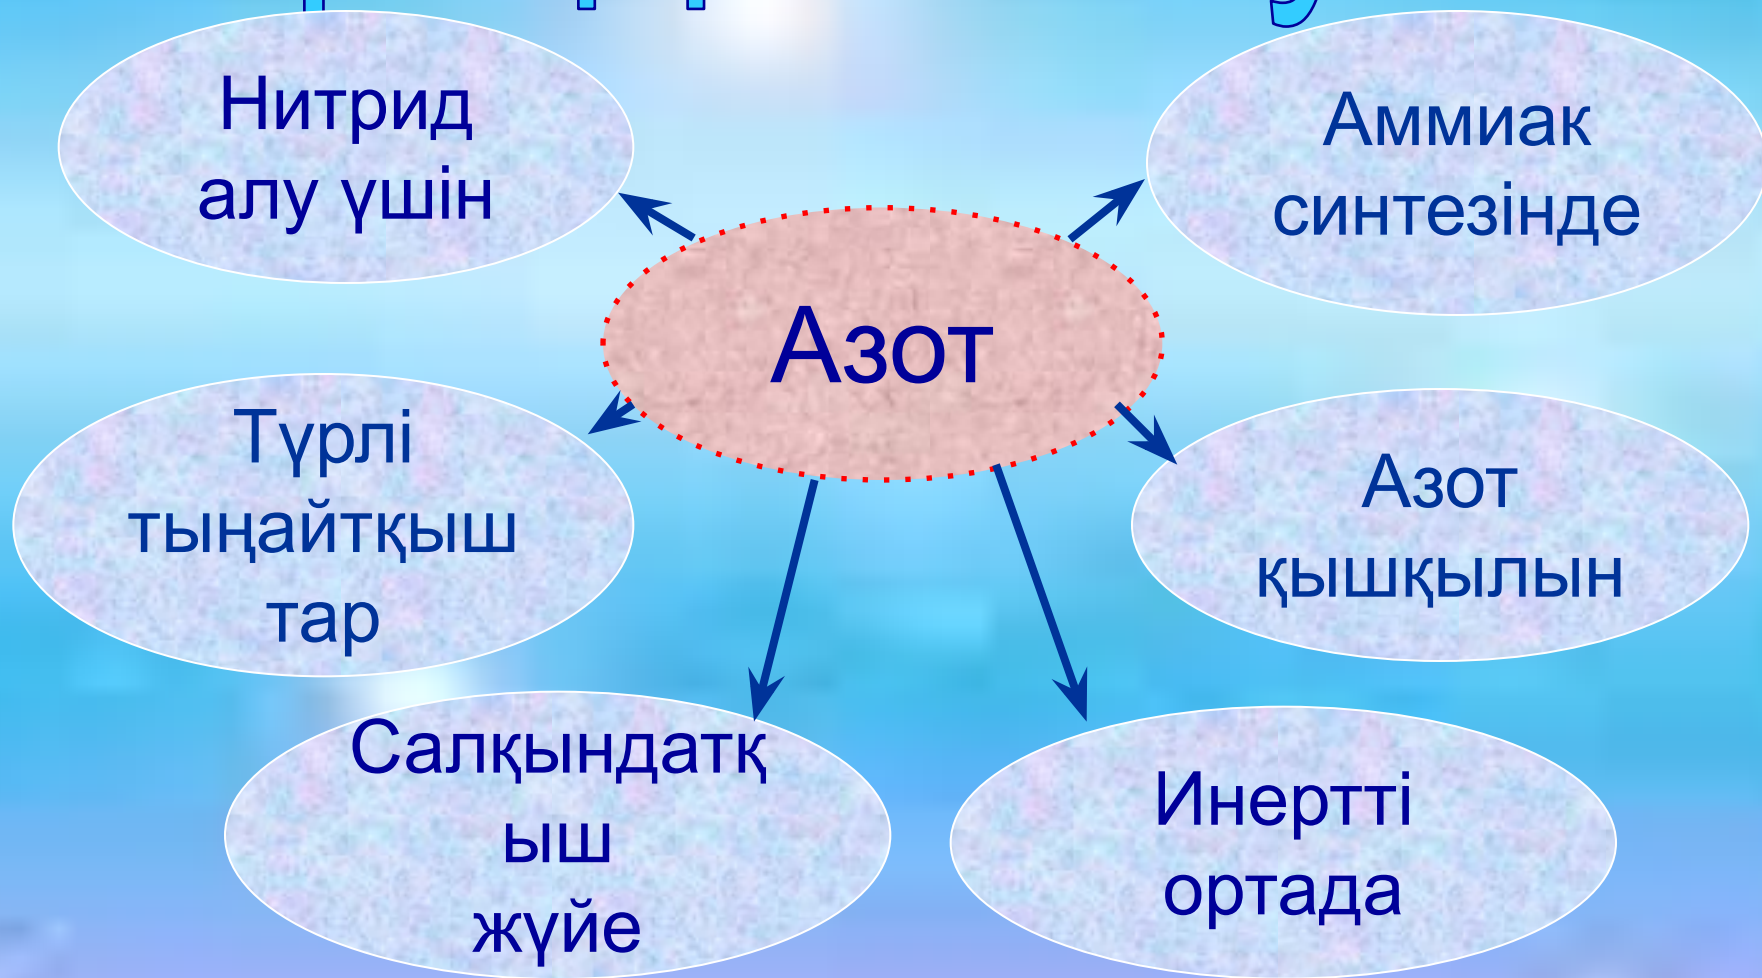 Нитрид
алу үшін
Аммиак
синтезінде
Азот
Түрлі
тыңайтқыш
тар
Азот
қышқылын
Салқындатқ
ыш
жүйе
Инертті
ортада